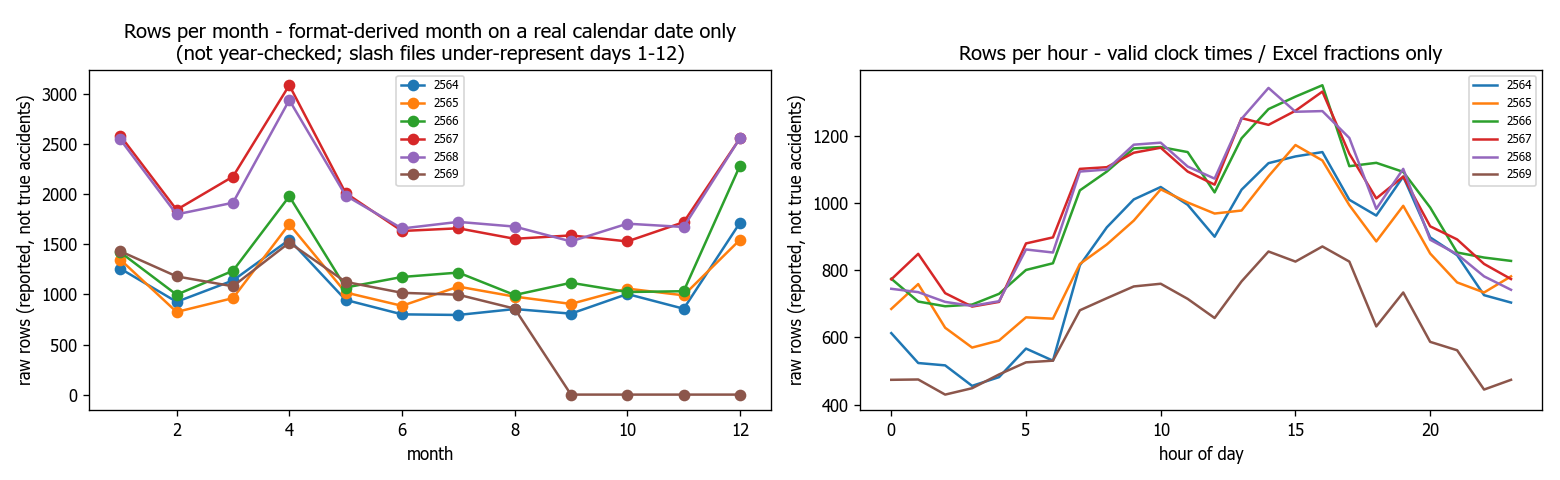 Rows per month - format-derived month on a real calendar date only
(not year-checked; slash files under-represent days 1-12)
raw rows (reported, not true accidents)
3000
2500
2000
1500
1000
500
0
2564
2565
2566
2567
2568
2569
2 4 6 8 10 12
month
Rows per hour - valid clock times / Excel fractions only
raw rows (reported, not true accidents)
1200
1000
800
600
400
2564
2565
2566
2567
2568
2569
0 5 10 15 20
hour of day